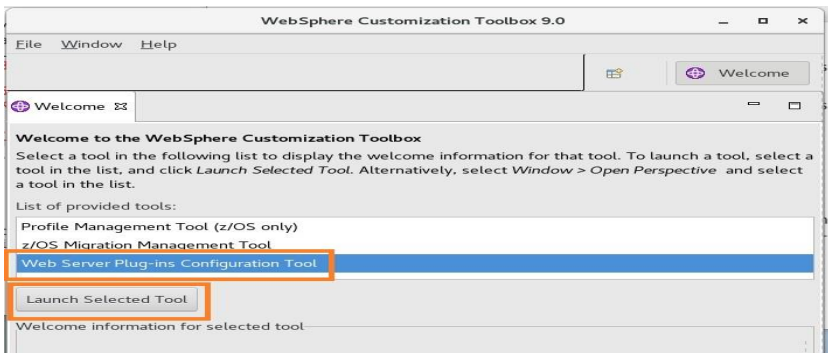 WebSphere Customization Toolbox 9.0
File Window Help
Welcome
Welcome
Welcome to the WebSphere Customization Toolbox
Select a tool in the following list to display the welcome information for that tool. To launch a tool, select a
tool in the list, and click Launch Selected Tool. Alternatively, select Window > Open Perspective and select
a tool in the list.
List of provided tools:
Profile Management Tool (z/OS only)
z/OS Migration Management Tool
Web Server Plug-ins Configuration Tool
Launch Selected Tool
Welcome information for selected tool